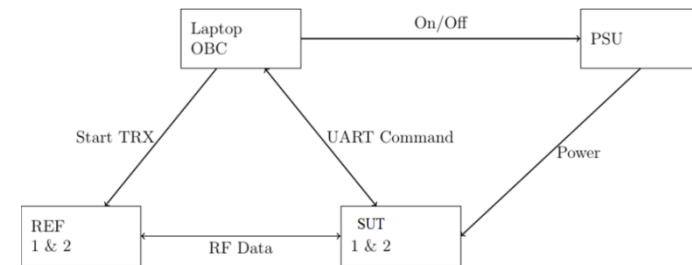 Laptop
OBC
On/Off
PSU
Start TRX
UART Command
Power
REF
1 & 2
RF Data
SUT
1 & 2